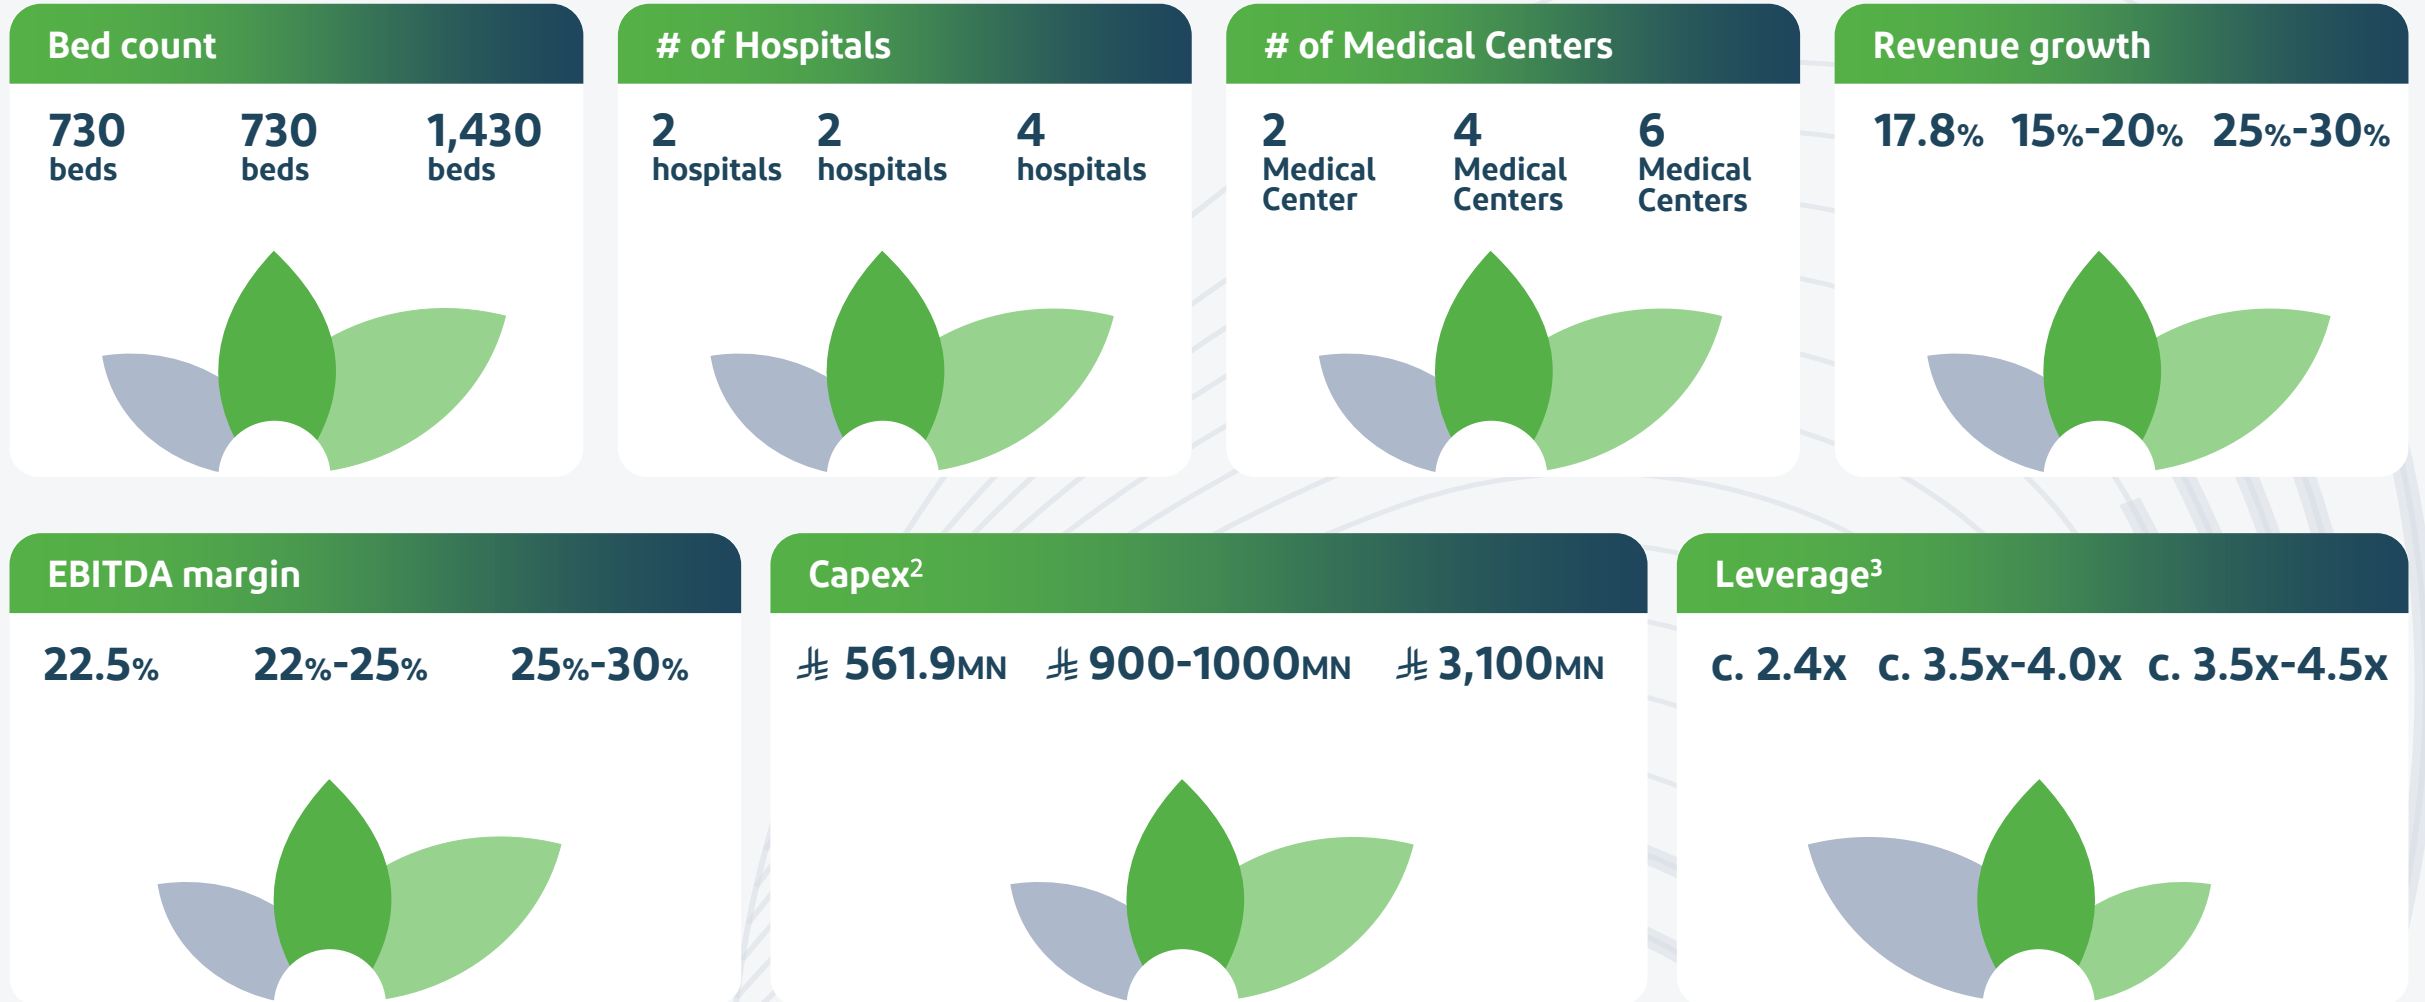 Bed count
730 730 1,430
beds beds beds
# of Hospitals
2 2 4
hospitals hospitals hospitals
# of Medical Centers
2 4 6
Medical Medical Medical
Center Centers Centers
Revenue growth
17.8% 15%-20% 25%-30%
EBITDA margin
22.5% 22%-25% 25%-30%
Capex²
⃁ 561.9MN ⃁ 900-1000MN ⃁ 3,100MN
Leverage³
c. 2.4x c. 3.5x-4.0x c. 3.5x-4.5x